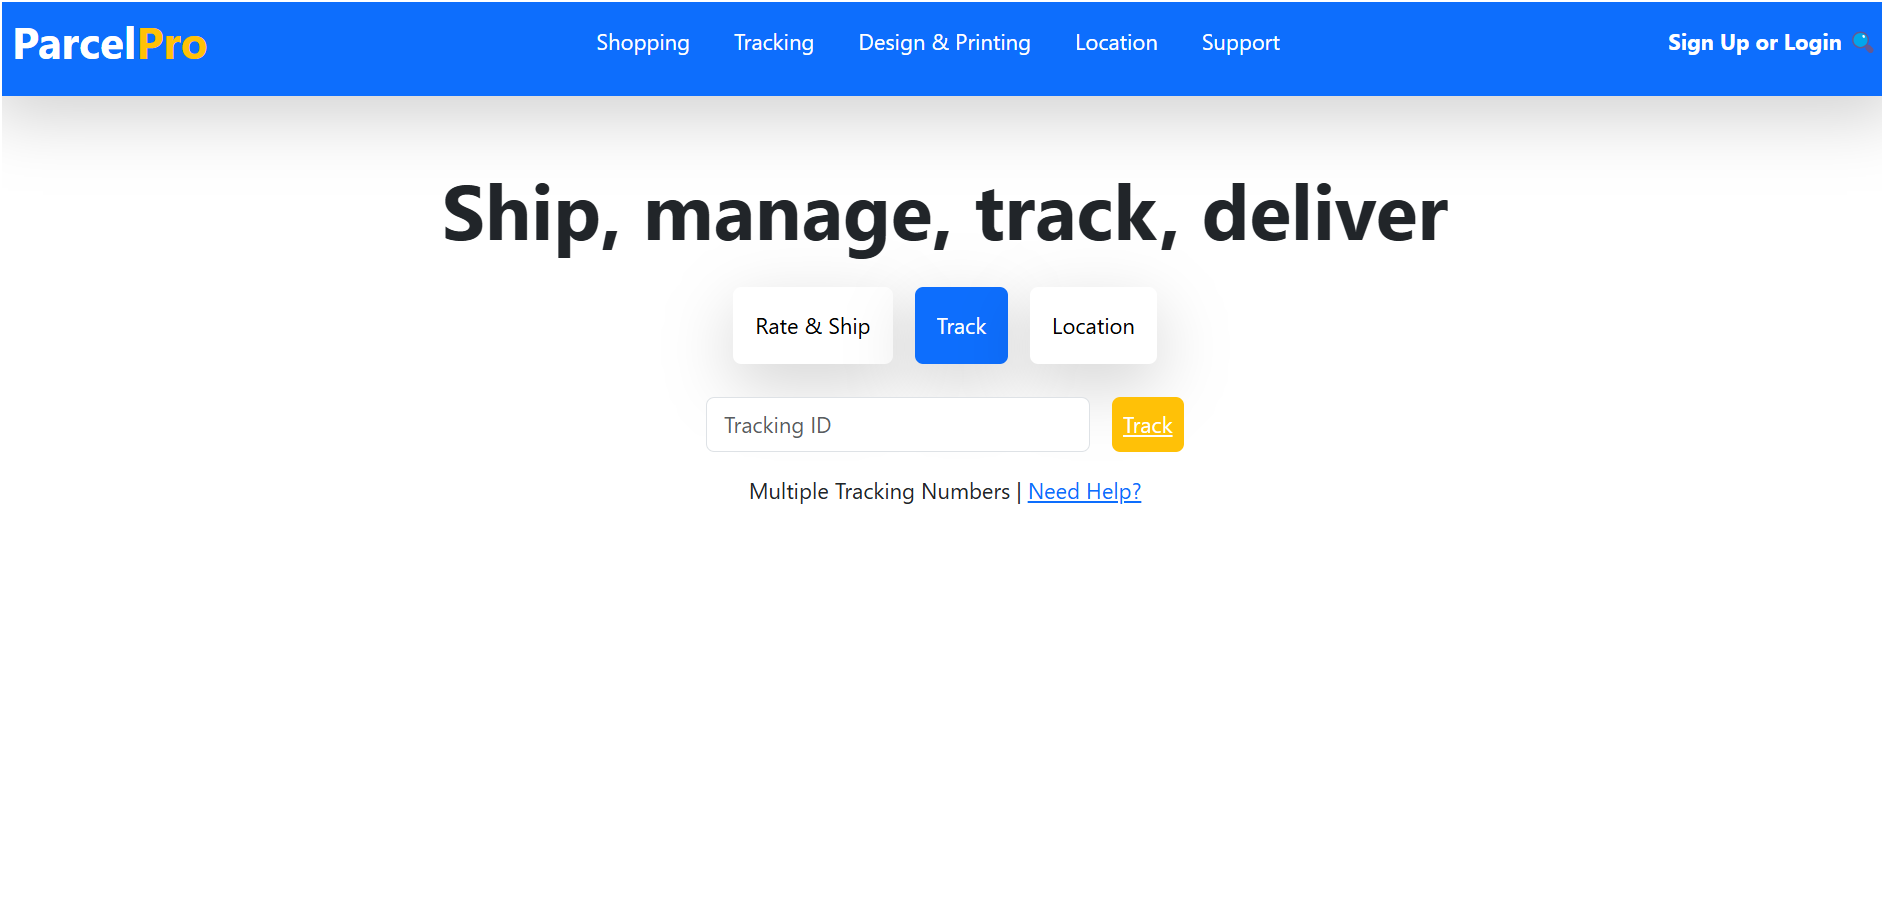 ParcelPro Shopping Tracking Design & Printing Location Support Sign Up or Login
Ship, manage, track, deliver
Rate & Ship Track Location
Tracking ID Track
Multiple Tracking Numbers | Need Help?